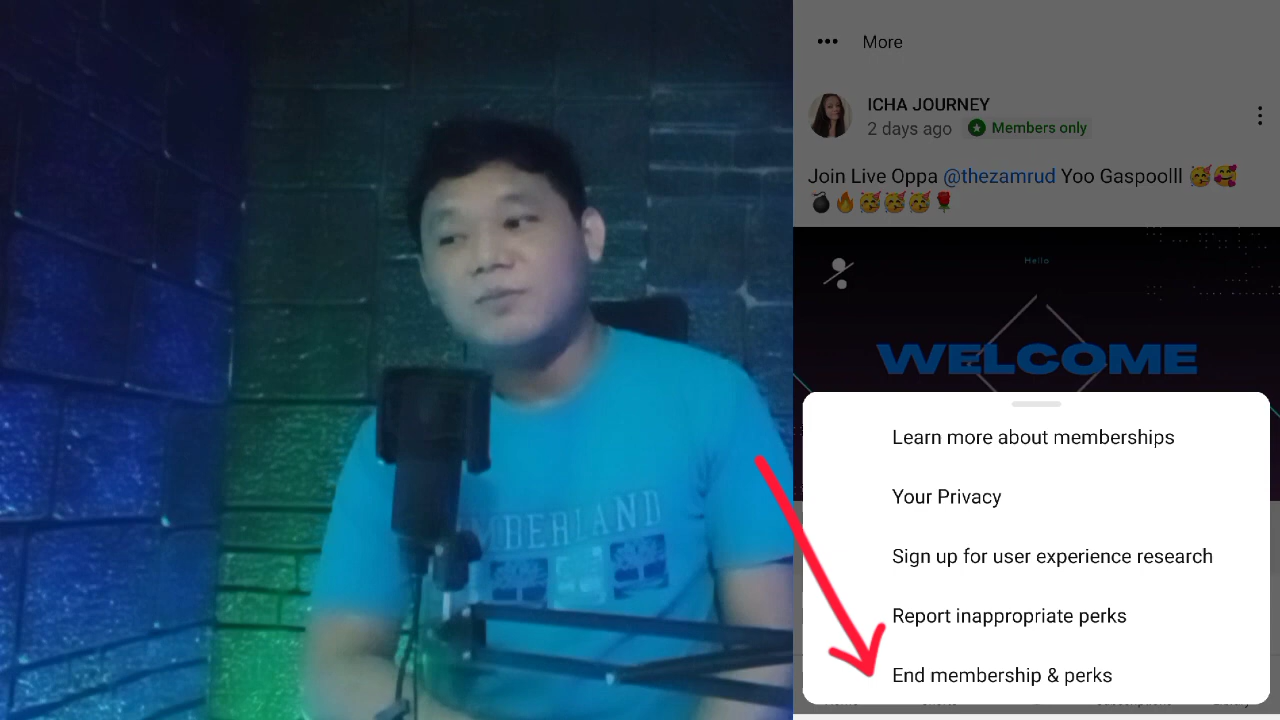 MBERLAND
More
ICHA JOURNEY
2 days ago Members only
Join Live Oppa @thezamrud Yoo Gaspoolll 🥳🥰
💣🔥🥳🥳🥳🌹
Hello
WELCOME
Learn more about memberships
Your Privacy
Sign up for user experience research
Report inappropriate perks
End membership & perks